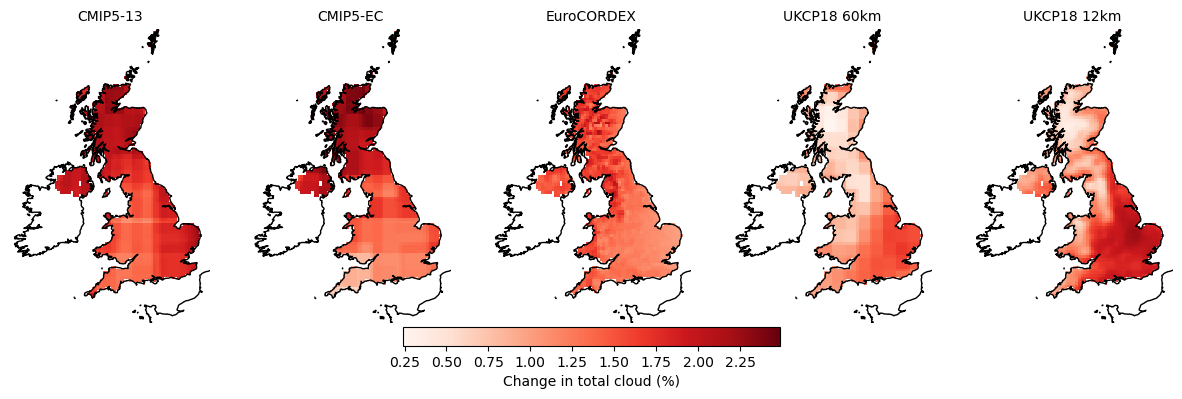 CMIP5-13 CMIP5-EC EuroCORDEX UKCP18 60km UKCP18 12km
0.25 0.50 0.75 1.00 1.25 1.50 1.75 2.00 2.25
Change in total cloud (%)